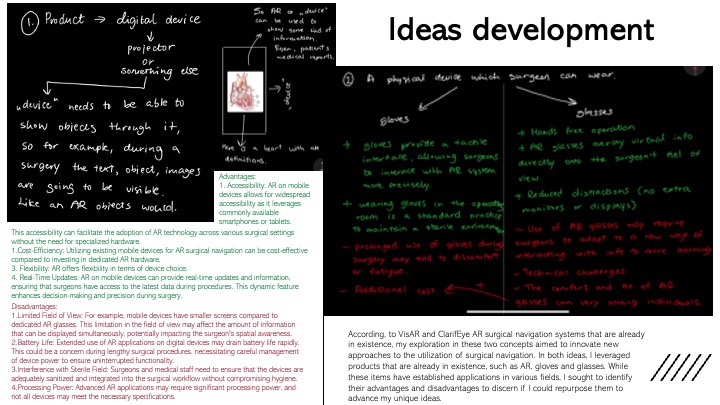 Ideas development
1. Product → digital device
projector
or
something else
"device" needs to be able to
show objects through it,
so for example, during a
surgery the text, object, images
are going to be visible.
Like an AR objects would.
So AR or "device"
can be used to
show some kind of
information.
Even, patient's
medical reports.
"device"
Here is a heart with all
definitions.
Advantages:
1. Accessibility: AR on mobile
devices allows for widespread
accessibility as it leverages
commonly available
smartphones or tablets.
This accessibility can facilitate the adoption of AR technology across various surgical settings
without the need for specialized hardware.
1.Cost-Efficiency: Utilizing existing mobile devices for AR surgical navigation can be cost-effective
compared to investing in dedicated AR hardware.
3. Flexibility: AR offers flexibility in terms of device choice.
4. Real-Time Updates: AR on mobile devices can provide real-time updates and information,
ensuring that surgeons have access to the latest data during procedures. This dynamic feature
enhances decision-making and precision during surgery.
Disadvantages:
1.Limited Field of View: For example, mobile devices have smaller screens compared to
dedicated AR glasses. This limitation in the field of view may affect the amount of information
that can be displayed simultaneously, potentially impacting the surgeon's spatial awareness.
2.Battery Life: Extended use of AR applications on digital devices may drain battery life rapidly.
This could be a concern during lengthy surgical procedures, necessitating careful management
of device power to ensure uninterrupted functionality.
3.Interference with Sterile Field: Surgeons and medical staff need to ensure that the devices are
adequately sanitized and integrated into the surgical workflow without compromising hygiene.
4.Processing Power: Advanced AR applications may require significant processing power, and
not all devices may meet the necessary specifications.
2. A physical device which surgeon can wear.
gloves
+ gloves provide a tactile
interface, allowing surgeons
to interact with AR system
more precisely.
+ wearing gloves in the operating
room is a standard practice
to maintain a sterile environment
- prolonged use of gloves during
surgery may lead to discomfort
or fatigue.
- Additional cost.
glasses
+ Hands free operation
+ AR glasses overlay virtual info
directly onto the surgeon's fiel of
view.
+ Reduced distractions (no extra
monitors or displays)
- Use of AR glasses may require
surgeons to adapt to a new way of
interacting with info → more learning
- Technical challenges
- The comfort and fit of AR
glasses can vary among individuals
According, to VisAR and ClarifEye AR surgical navigation systems that are already
in existence, my exploration in these two concepts aimed to innovate new
approaches to the utilization of surgical navigation. In both ideas, I leveraged
products that are already in existence, such as AR, gloves and glasses. While
these items have established applications in various fields, I sought to identify
their advantages and disadvantages to discern if I could repurpose them to
advance my unique ideas.